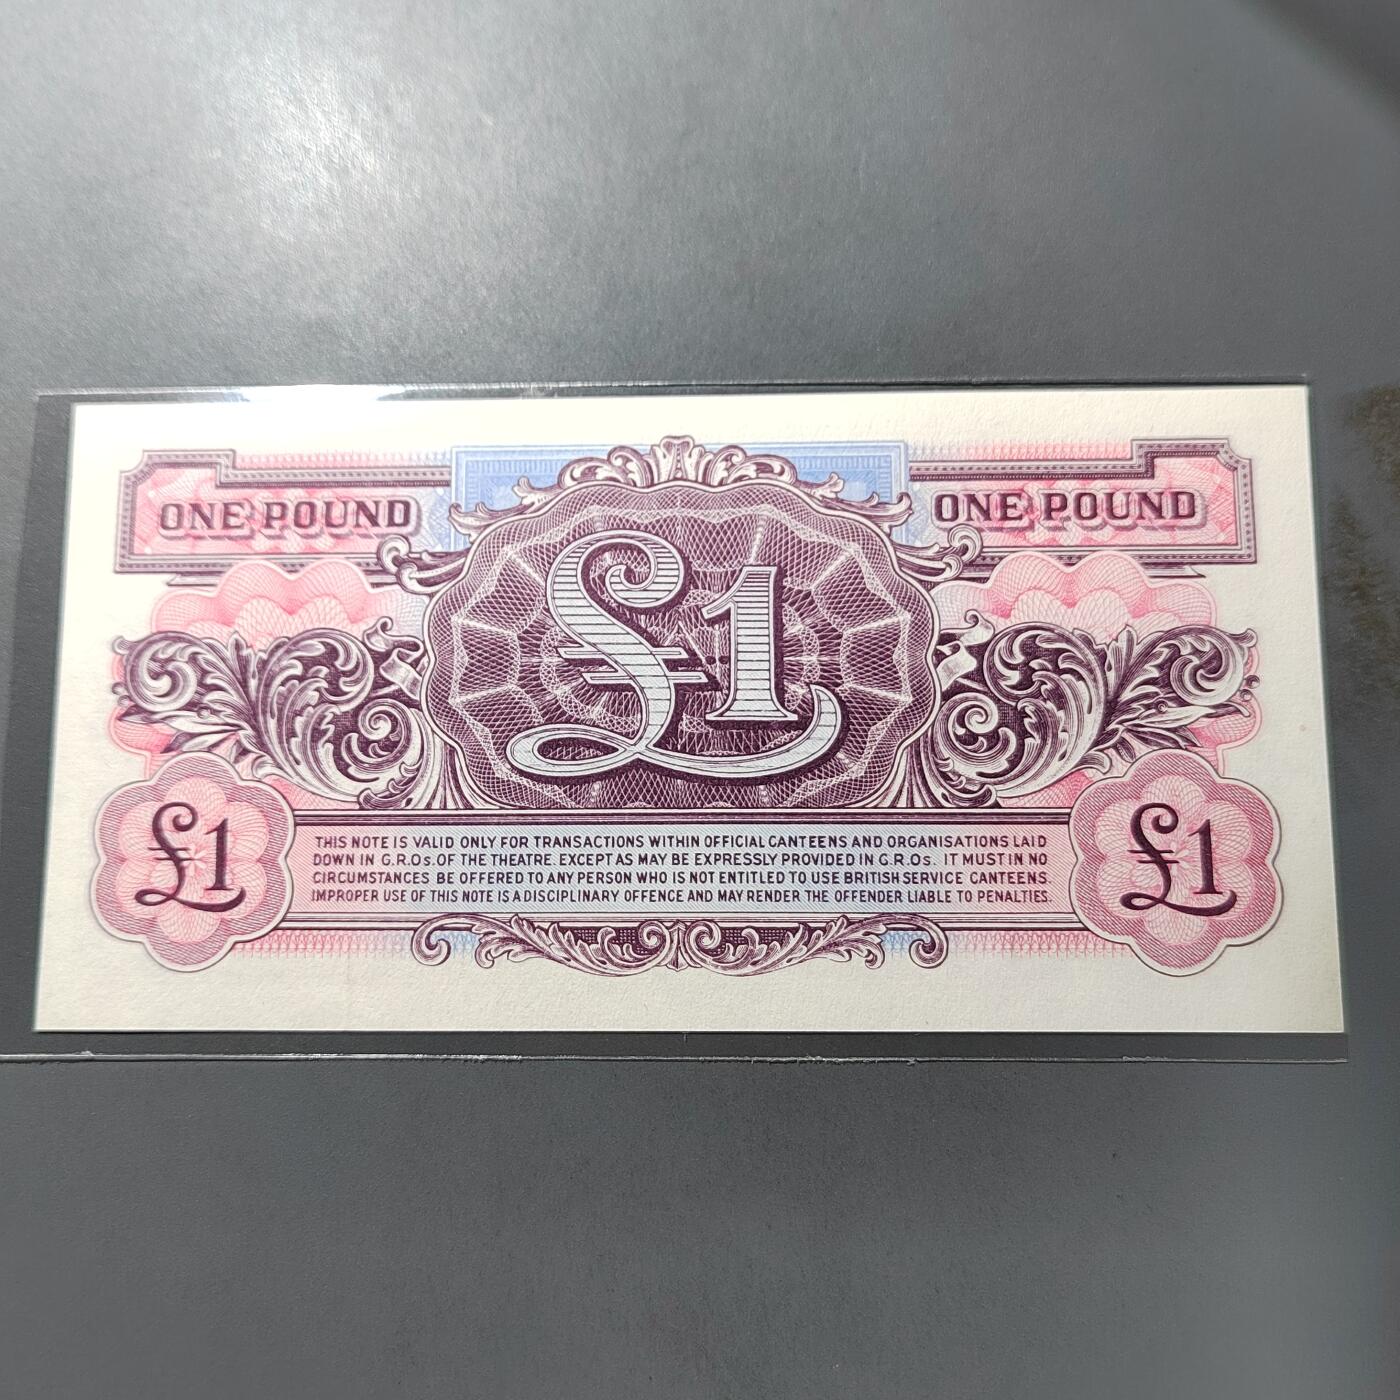 ONE POUND
ONE POUND
£1
£1
THIS NOTE IS VALID ONLY FOR TRANSACTIONS WITHIN OFFICIAL CANTEENS AND ORGANISATIONS LAID
DOWN IN G.R.Os. OF THE THEATRE. EXCEPT AS MAY BE EXPRESSLY PROVIDED IN G.R.Os. IT MUST IN NO
CIRCUMSTANCES BE OFFERED TO ANY PERSON WHO IS NOT ENTITLED TO USE BRITISH SERVICE CANTEENS.
IMPROPER USE OF THIS NOTE IS A DISCIPLINARY OFFENCE AND MAY RENDER THE OFFENDER LIABLE TO PENALTIES.
£1